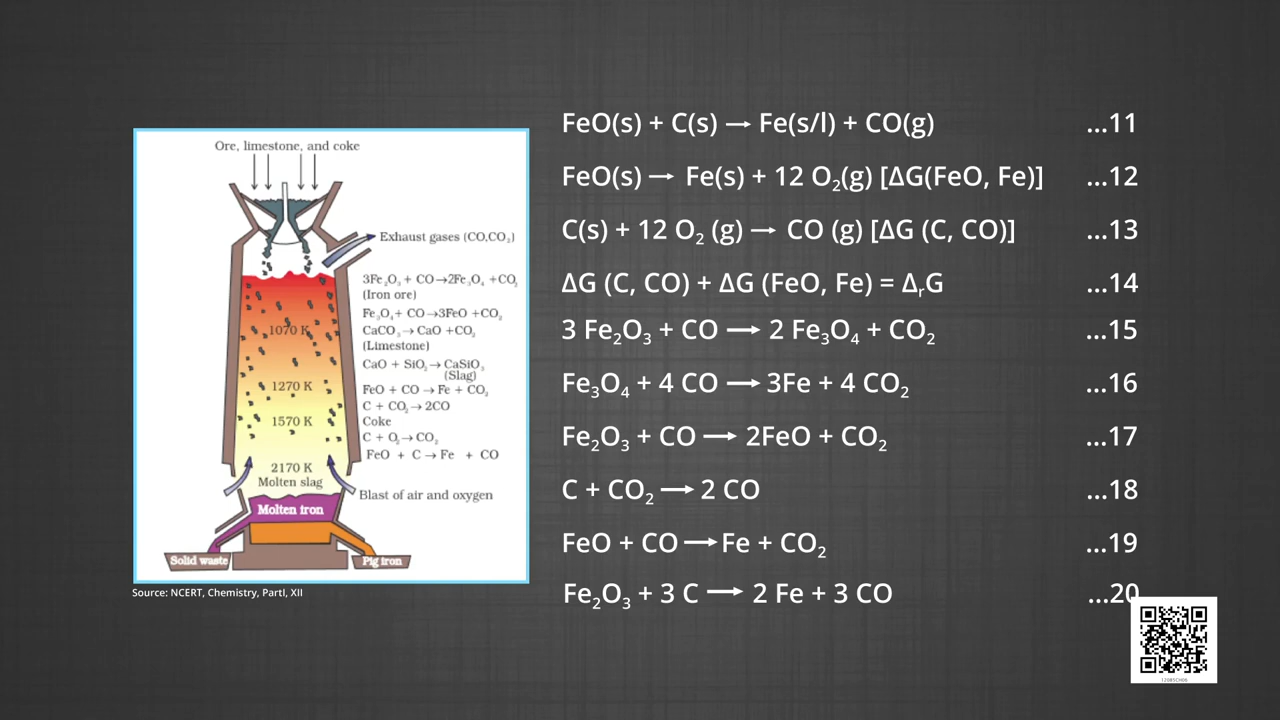 Ore, limestone, and coke
Exhaust gases (CO,CO₂)
3Fe₂O₃ + CO→2Fe₃O₄ +CO₂
(Iron ore)
Fe₃O₄+ CO→3FeO +CO₂
CaCO₃→ CaO +CO₂
(Limestone)
CaO + SiO₂→ CaSiO₃
(Slag)
FeO + CO → Fe + CO₂
C + CO₂→ 2CO
Coke
C + O₂→ CO₂
FeO + C → Fe + CO
1070 K
1270 K
1570 K
2170 K
Molten slag
Blast of air and oxygen
Molten iron
Solid waste
Pig iron
Source: NCERT, Chemistry, PartI, XII
FeO(s) + C(s) → Fe(s/l) + CO(g) ...11
FeO(s) → Fe(s) + 12 O₂(g) [ΔG(FeO, Fe)] ...12
C(s) + 12 O₂ (g) → CO (g) [ΔG (C, CO)] ...13
ΔG (C, CO) + ΔG (FeO, Fe) = ΔᵣG ...14
3 Fe₂O₃ + CO → 2 Fe₃O₄ + CO₂ ...15
Fe₃O₄ + 4 CO → 3Fe + 4 CO₂ ...16
Fe₂O₃ + CO → 2FeO + CO₂ ...17
C + CO₂ → 2 CO ...18
FeO + CO → Fe + CO₂ ...19
Fe₂O₃ + 3 C → 2 Fe + 3 CO ...20